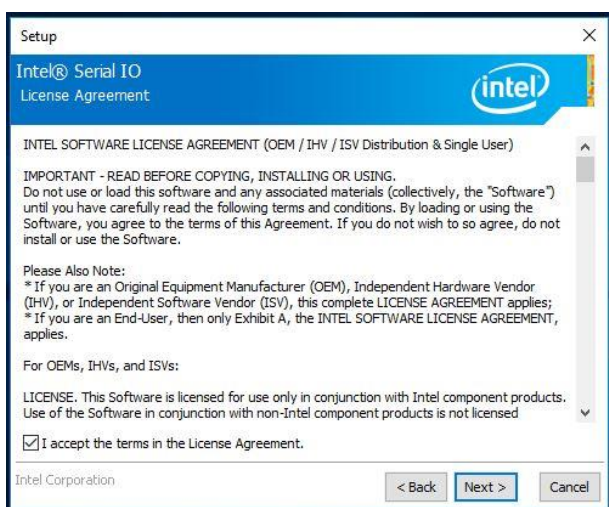 Setup
Intel® Serial IO
License Agreement
intel
INTEL SOFTWARE LICENSE AGREEMENT (OEM / IHV / ISV Distribution & Single User)
IMPORTANT - READ BEFORE COPYING, INSTALLING OR USING.
Do not use or load this software and any associated materials (collectively, the "Software")
until you have carefully read the following terms and conditions. By loading or using the
Software, you agree to the terms of this Agreement. If you do not wish to so agree, do not
install or use the Software.
Please Also Note:
* If you are an Original Equipment Manufacturer (OEM), Independent Hardware Vendor
(IHV), or Independent Software Vendor (ISV), this complete LICENSE AGREEMENT applies;
* If you are an End-User, then only Exhibit A, the INTEL SOFTWARE LICENSE AGREEMENT,
applies.
For OEMs, IHVs, and ISVs:
LICENSE. This Software is licensed for use only in conjunction with Intel component products.
Use of the Software in conjunction with non-Intel component products is not licensed
I accept the terms in the License Agreement.
Intel Corporation
< Back Next > Cancel